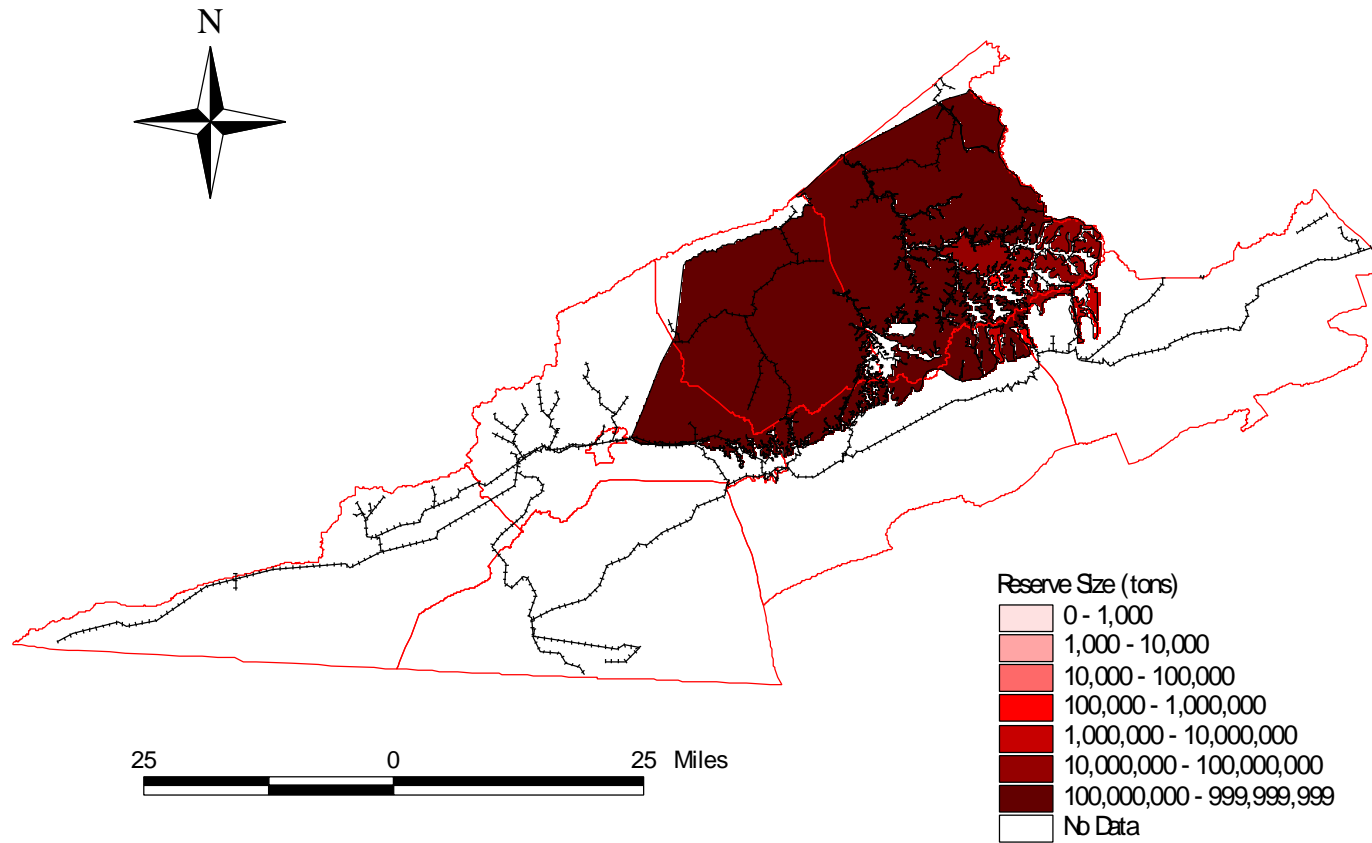 N
Reserve Size (tons)
0 - 1,000
1,000 - 10,000
10,000 - 100,000
100,000 - 1,000,000
1,000,000 - 10,000,000
10,000,000 - 100,000,000
100,000,000 - 999,999,999
No Data
25 0 25 Miles